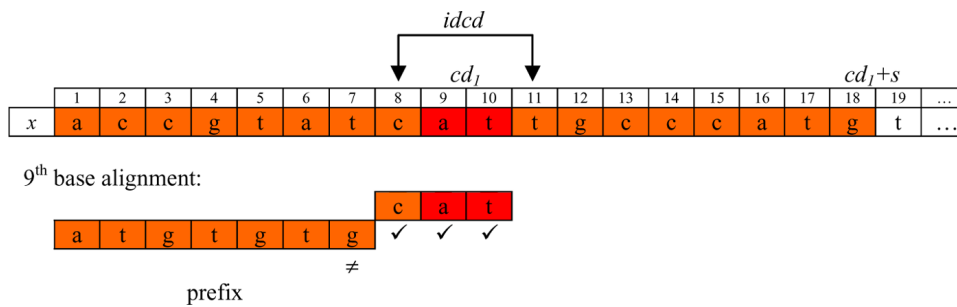 idcd
cd1 cd1+s
1 2 3 4 5 6 7 8 9 10 11 12 13 14 15 16 17 18 19 ...
x a c c g t a t c a t t g c c c a t g t ...
9th base alignment:
c a t
a t g t g t g ✓ ✓ ✓
≠
prefix